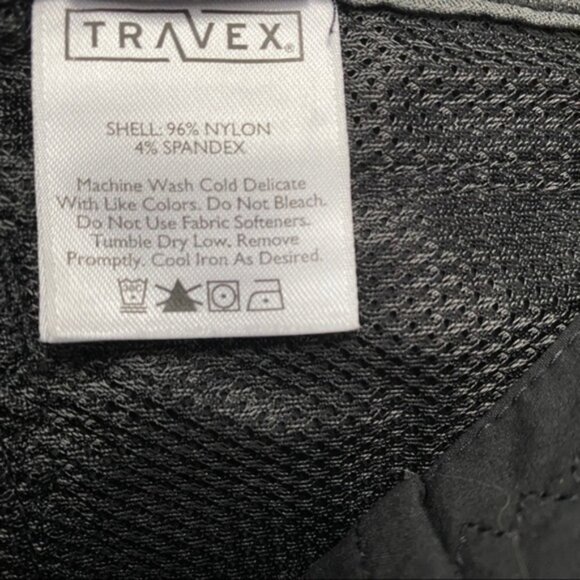 TRAVEX®
SHELL: 96% NYLON
4% SPANDEX
Machine Wash Cold Delicate
With Like Colors. Do Not Bleach.
Do Not Use Fabric Softeners.
Tumble Dry Low. Remove
Promptly. Cool Iron As Desired.